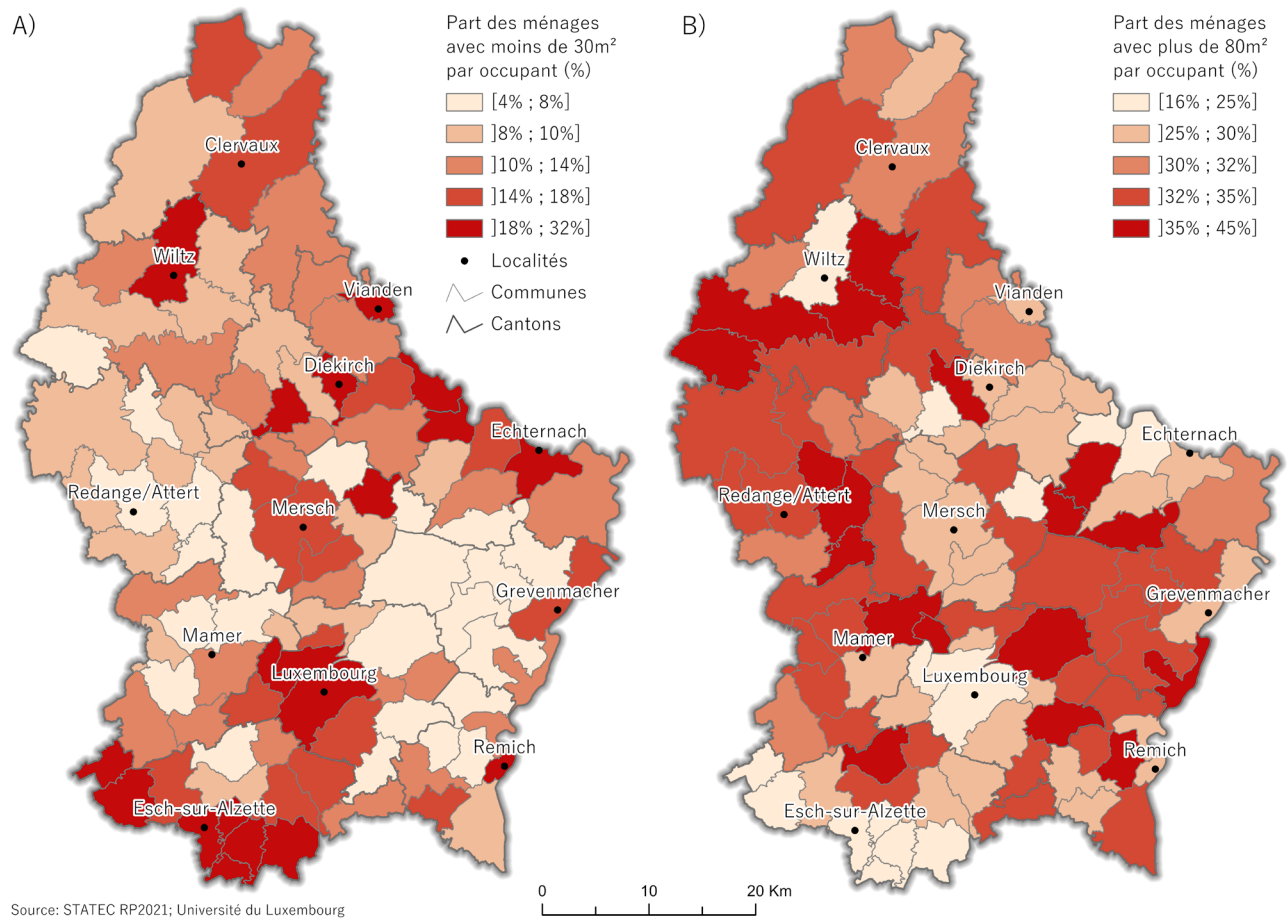 A)
Part des ménages
avec moins de 30m²
par occupant (%)
[4% ; 8%]
]8% ; 10%]
]10% ; 14%]
]14% ; 18%]
]18% ; 32%]
Localités
Communes
Cantons
Clervaux
Wiltz
Vianden
Diekirch
Echternach
Redange/Attert
Mersch
Grevenmacher
Mamer
Luxembourg
Remich
Esch-sur-Alzette
B)
Part des ménages
avec plus de 80m²
par occupant (%)
[16% ; 25%]
]25% ; 30%]
]30% ; 32%]
]32% ; 35%]
]35% ; 45%]
Clervaux
Wiltz
Vianden
Diekirch
Echternach
Redange/Attert
Mersch
Grevenmacher
Mamer
Luxembourg
Remich
Esch-sur-Alzette
0 10 20 Km
Source: STATEC RP2021; Université du Luxembourg